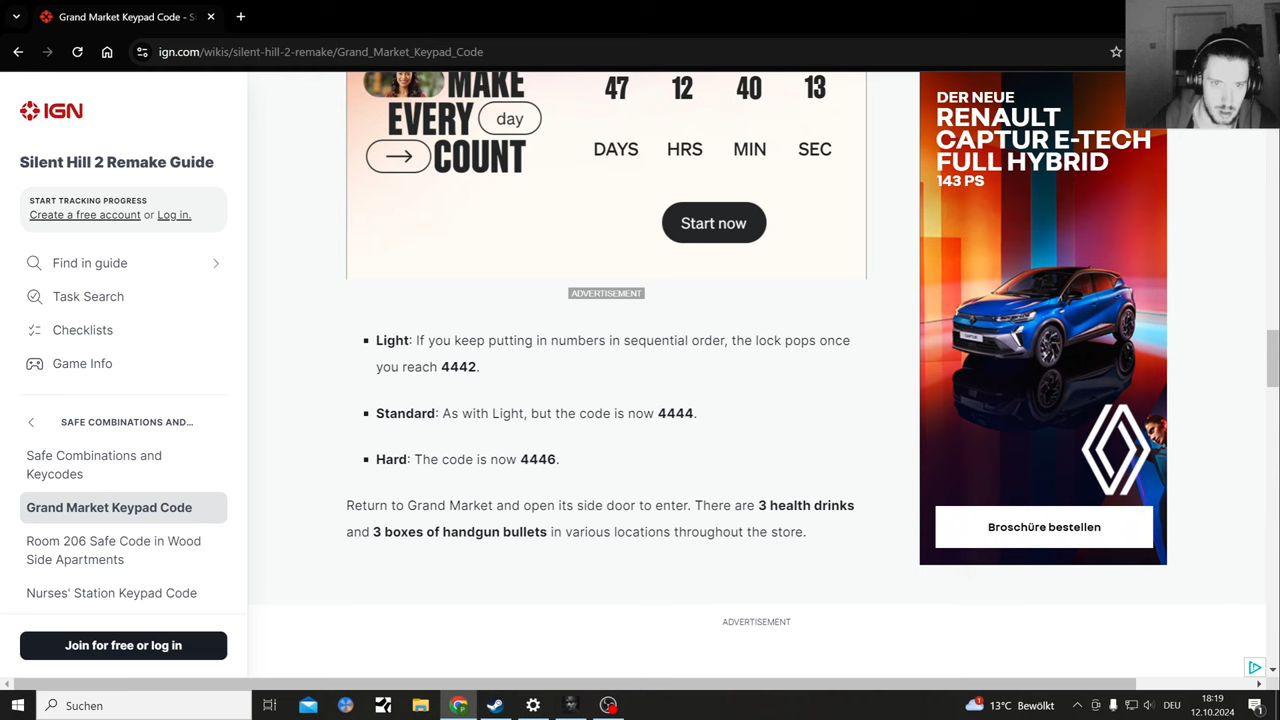 Grand Market Keypad Code - S
ign.com/wikis/silent-hill-2-remake/Grand_Market_Keypad_Code
IGN
Silent Hill 2 Remake Guide
START TRACKING PROGRESS
Create a free account or Log in.
Find in guide
Task Search
Checklists
Game Info
SAFE COMBINATIONS AND...
Safe Combinations and
Keycodes
Grand Market Keypad Code
Room 206 Safe Code in Wood
Side Apartments
Nurses' Station Keypad Code
Join for free or log in
MAKE
EVERY day
COUNT
47 12 40 13
DAYS HRS MIN SEC
Start now
ADVERTISEMENT
Light: If you keep putting in numbers in sequential order, the lock pops once
you reach 4442.
Standard: As with Light, but the code is now 4444.
Hard: The code is now 4446.
Return to Grand Market and open its side door to enter. There are 3 health drinks
and 3 boxes of handgun bullets in various locations throughout the store.
ADVERTISEMENT
DER NEUE
RENAULT
CAPTUR E-TECH
FULL HYBRID
143 PS
CAPTUR
Broschüre bestellen
Suchen
13°C Bewölkt
DEU
18:19
12.10.2024